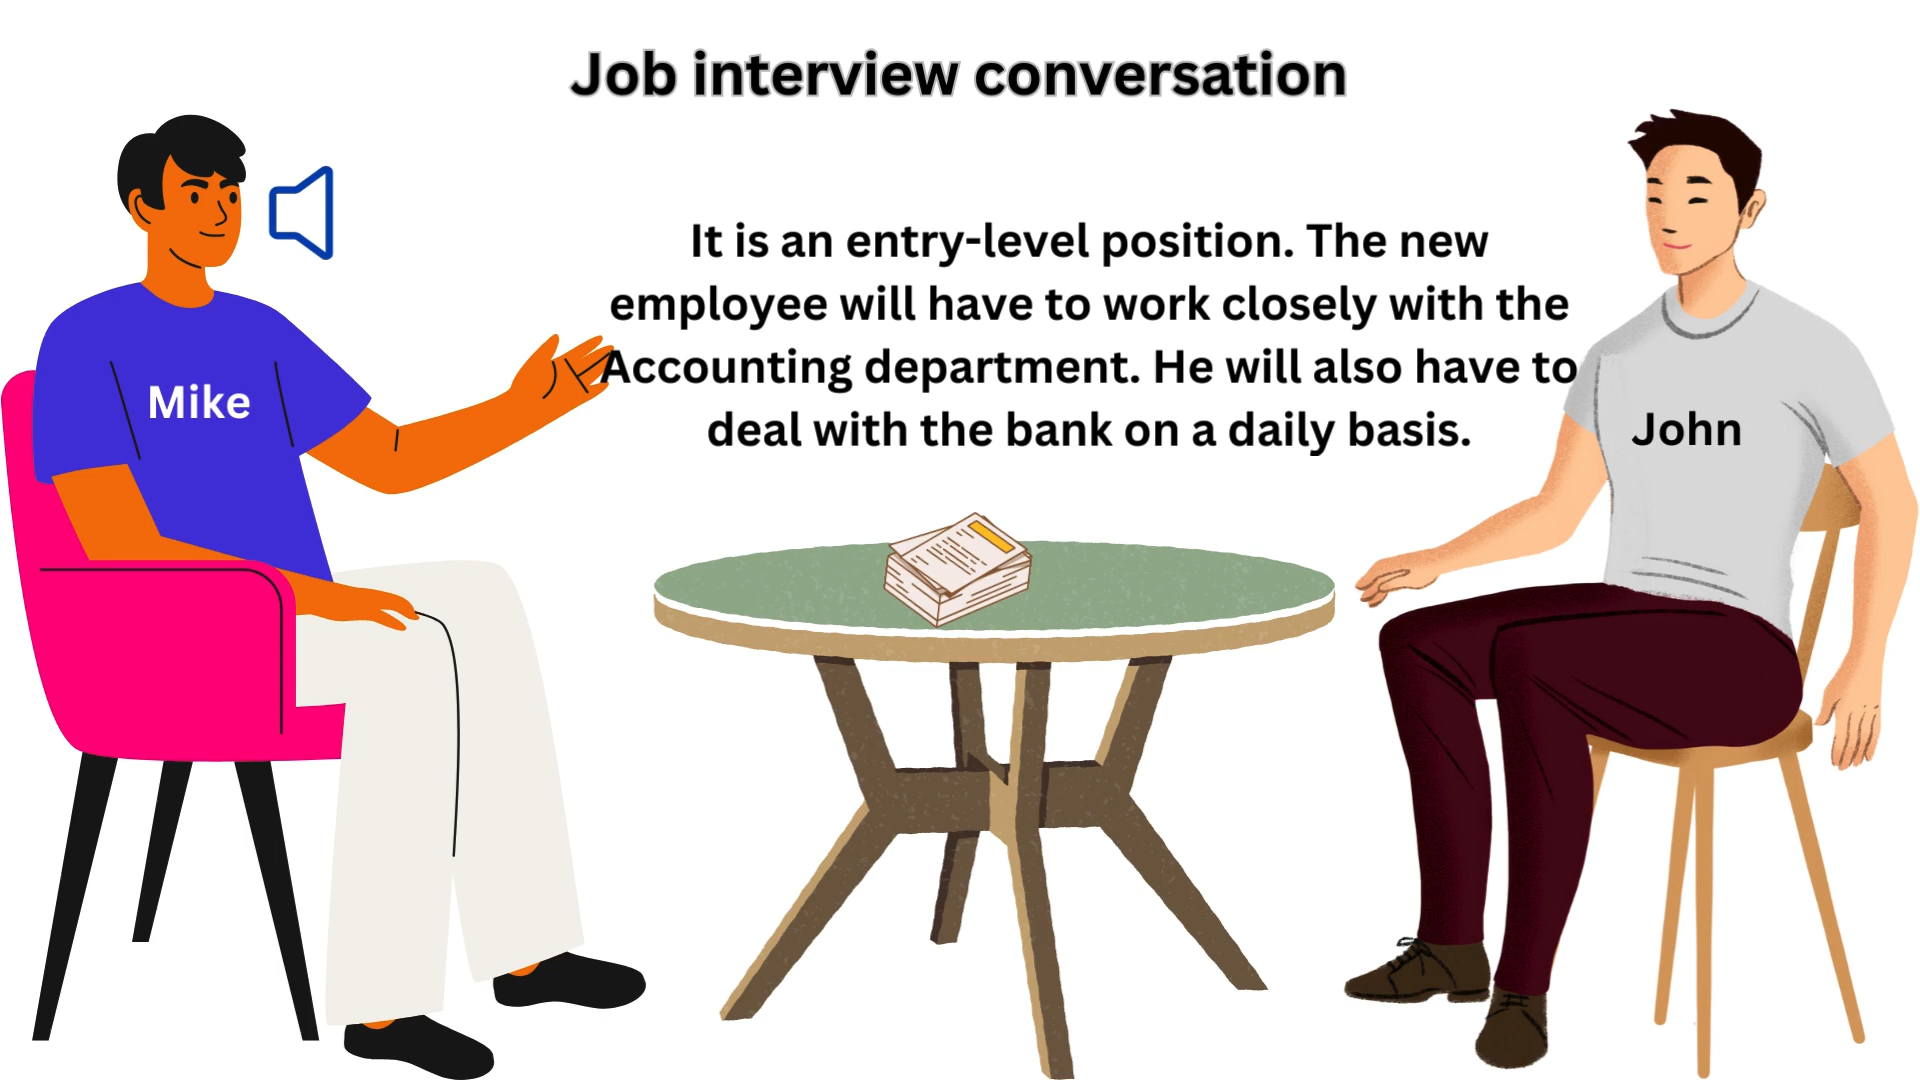 Job interview conversation
It is an entry-level position. The new
employee will have to work closely with the
Accounting department. He will also have to
deal with the bank on a daily basis.
Mike
John